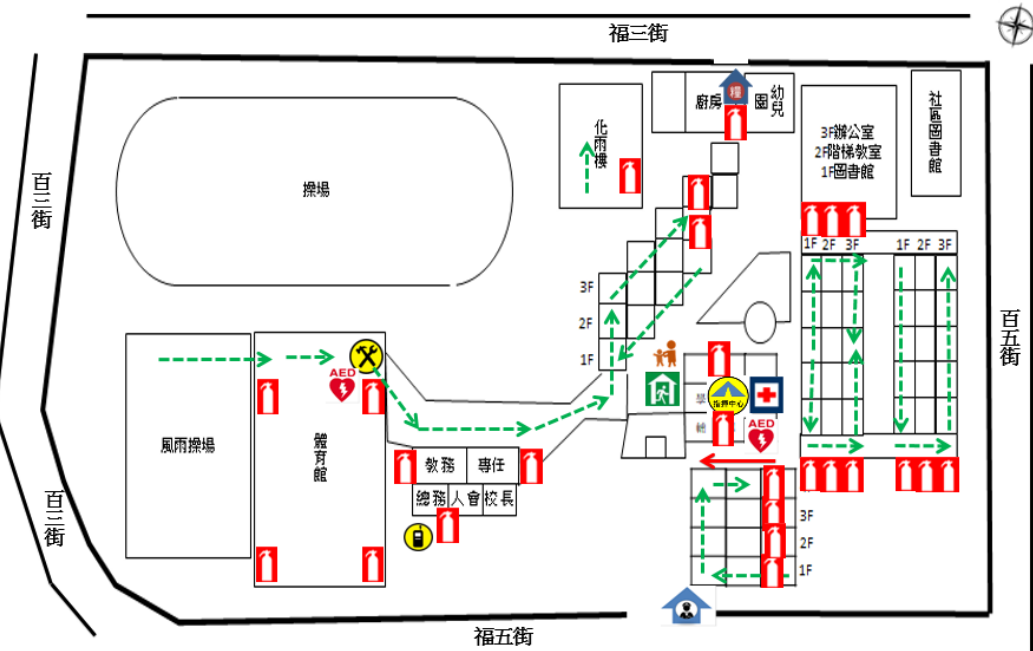 福三街
百三街
百三街
福五街
百五街
操場
化雨樓
廚房
糧
幼兒
園
3F辦公室
2F階梯教室
1F圖書館
社區圖書館
1F 2F 3F
1F 2F 3F
3F
2F
1F
風雨操場
體育館
AED
教務
專任
總務
人會
校長
學
總
指揮中心
AED
3F
2F
1F